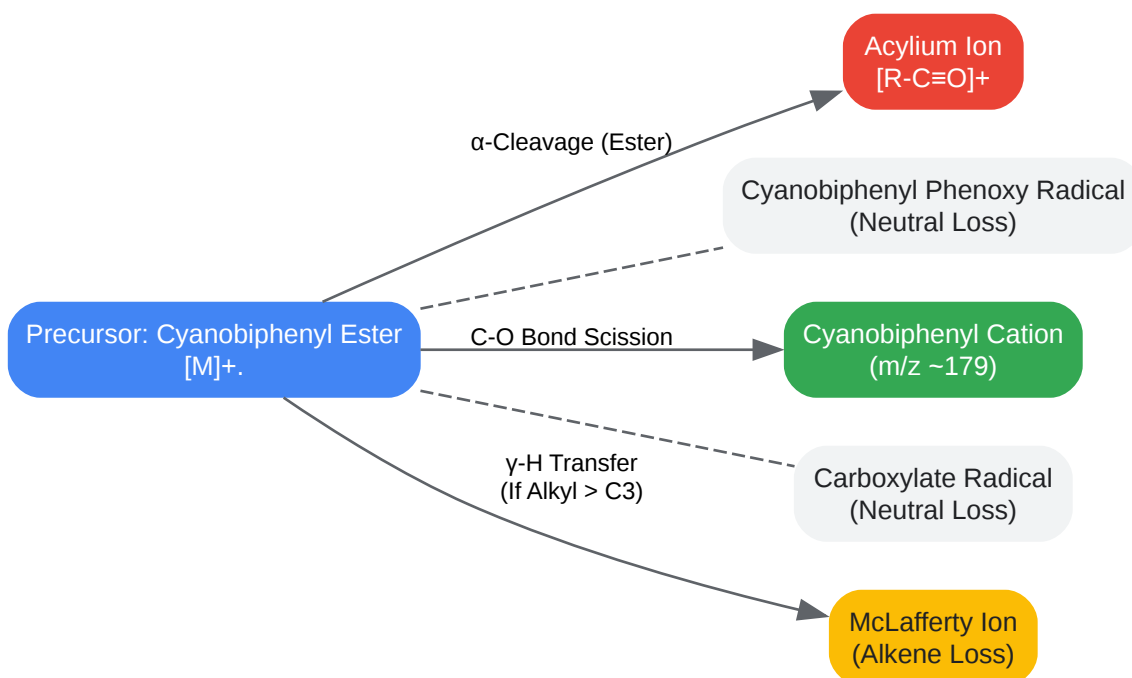 Acylium Ion
[R-C≡O]+
α-Cleavage (Ester)
Cyanobiphenyl Phenoxy Radical
(Neutral Loss)
Precursor: Cyanobiphenyl Ester
[M]+.
C-O Bond Scission
Cyanobiphenyl Cation
(m/z ~179)
γ-H Transfer
(If Alkyl > C3)
Carboxylate Radical
(Neutral Loss)
McLafferty Ion
(Alkene Loss)